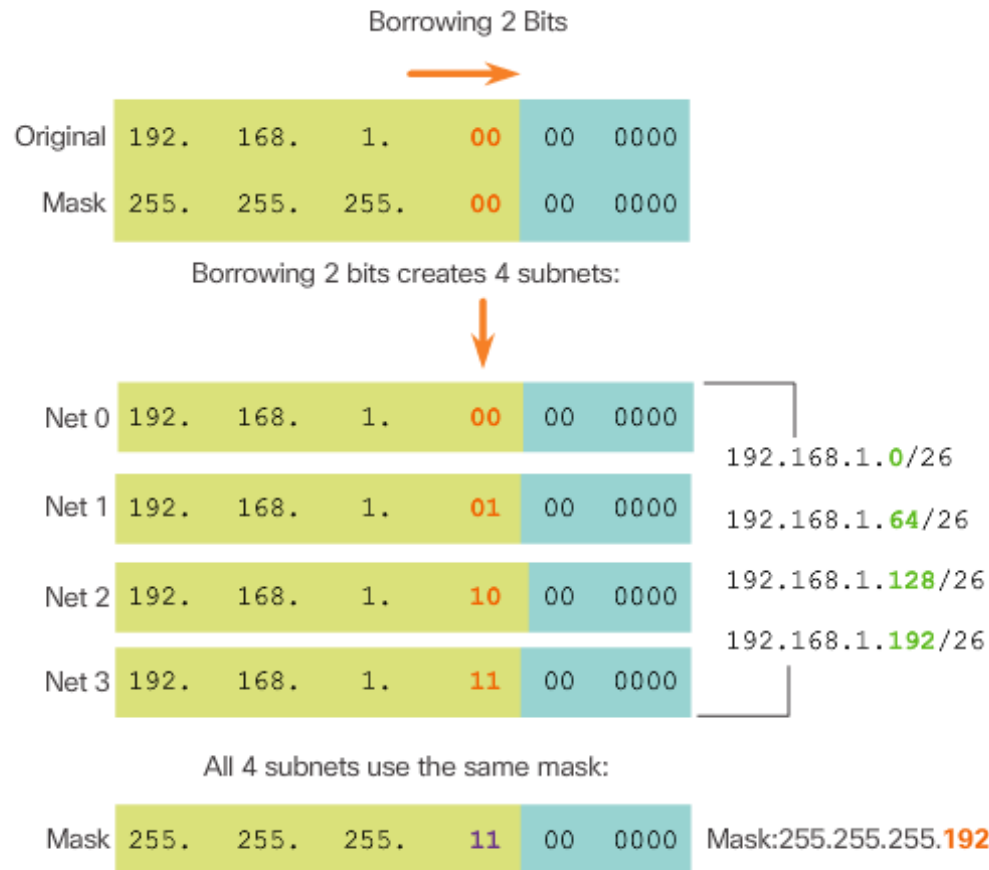 Borrowing 2 Bits
Original 192. 168. 1. 00 00 0000
Mask 255. 255. 255. 00 00 0000
Borrowing 2 bits creates 4 subnets:
Net 0 192. 168. 1. 00 00 0000
192.168.1.0/26
Net 1 192. 168. 1. 01 00 0000
192.168.1.64/26
Net 2 192. 168. 1. 10 00 0000
192.168.1.128/26
Net 3 192. 168. 1. 11 00 0000
192.168.1.192/26
All 4 subnets use the same mask:
Mask 255. 255. 255. 11 00 0000 Mask:255.255.255.192